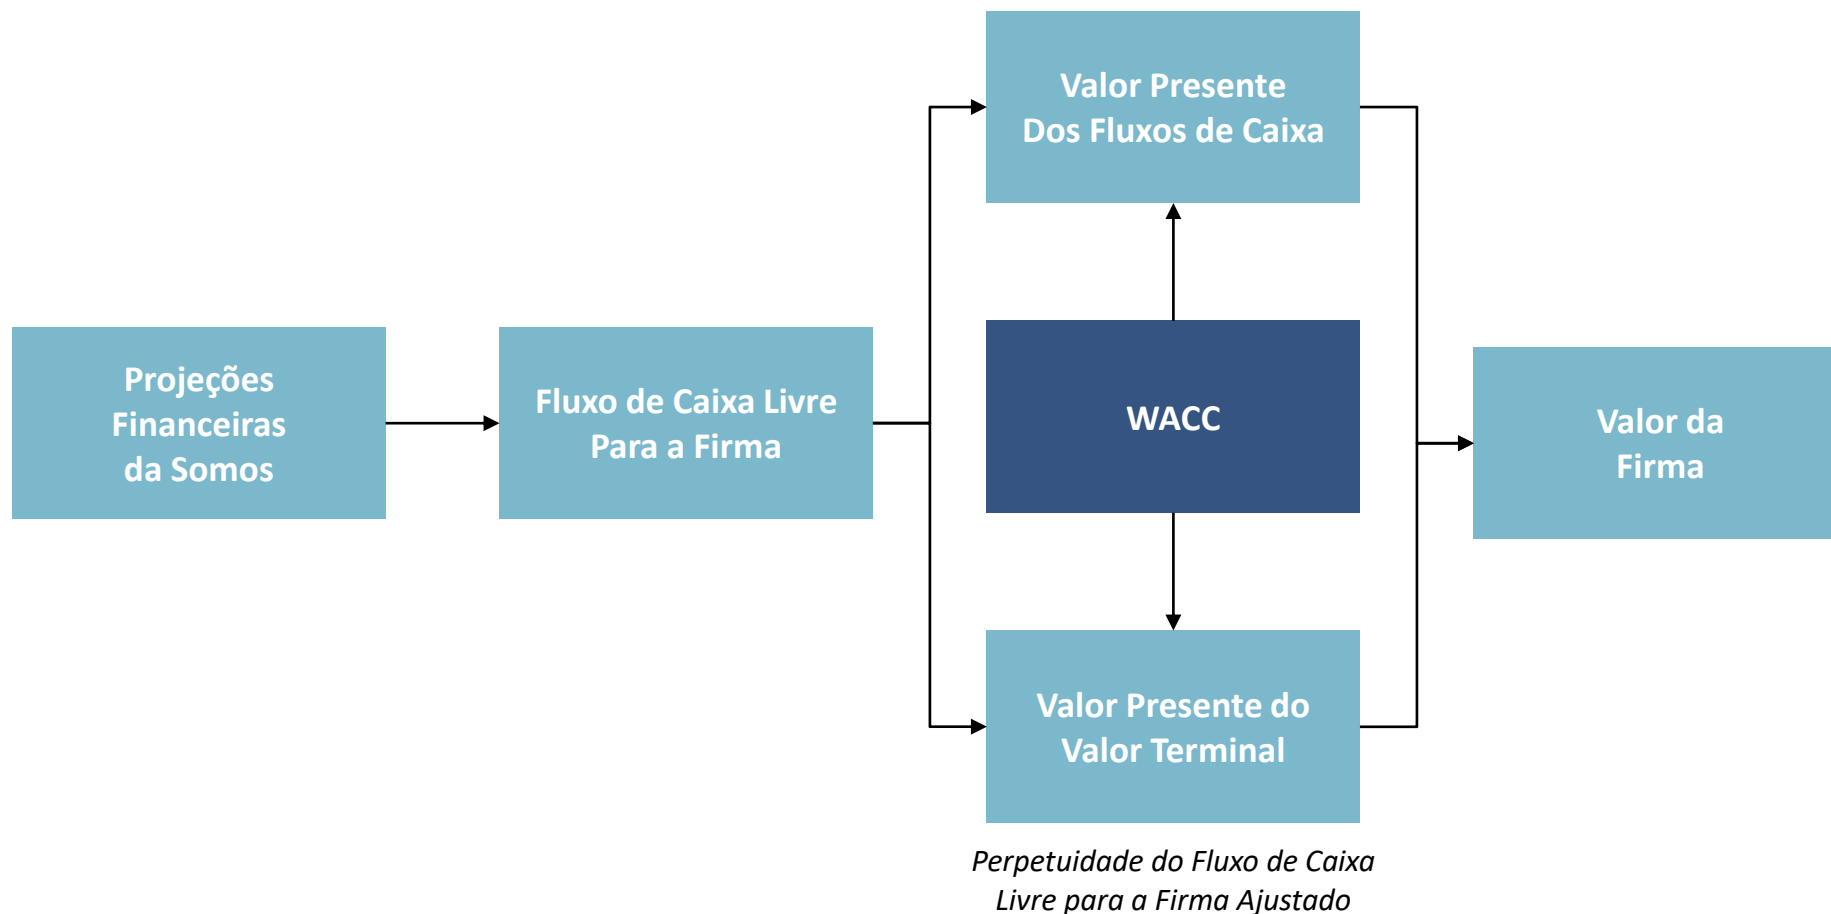 Projeções
Financeiras
da Somos
Fluxo de Caixa Livre
Para a Firma
Valor Presente
Dos Fluxos de Caixa
WACC
Valor Presente do
Valor Terminal
Perpetuidade do Fluxo de Caixa
Livre para a Firma Ajustado
Valor da
Firma